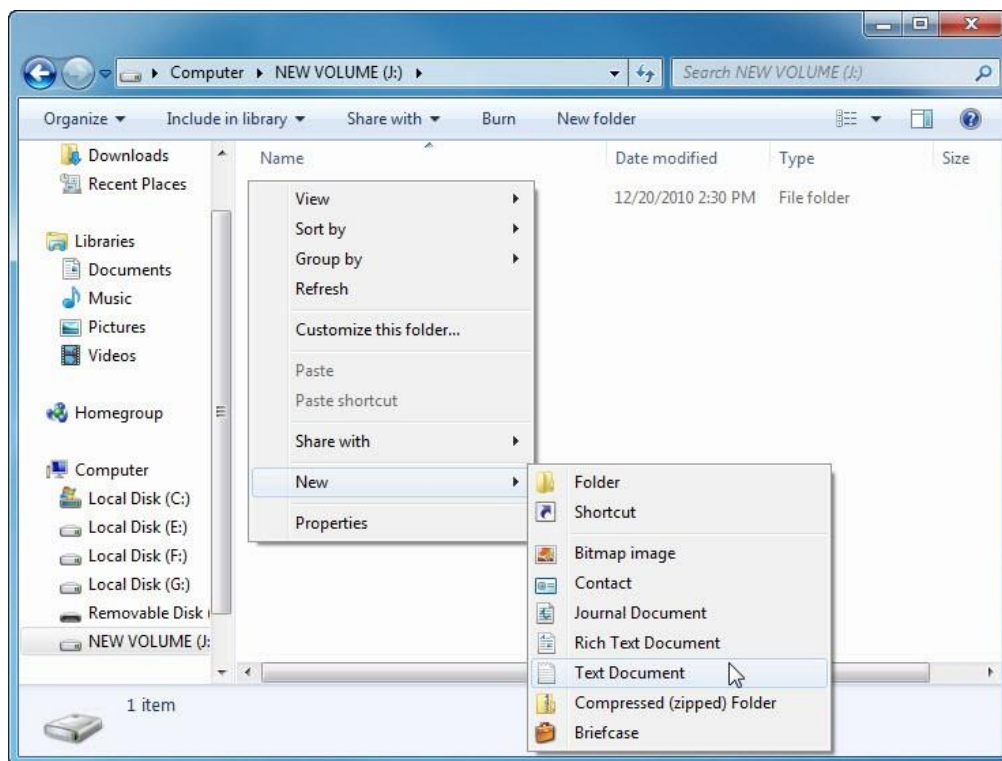 Computer ▸ NEW VOLUME (J:) ▸
Search NEW VOLUME (J:)
Organize Include in library Share with Burn New folder
Downloads
Recent Places
Libraries
Documents
Music
Pictures
Videos
Homegroup
Computer
Local Disk (C:)
Local Disk (E:)
Local Disk (F:)
Local Disk (G:)
Removable Disk (
NEW VOLUME (J:
Name Date modified Type Size
12/20/2010 2:30 PM File folder
View
Sort by
Group by
Refresh
Customize this folder...
Paste
Paste shortcut
Share with
New
Properties
Folder
Shortcut
Bitmap image
Contact
Journal Document
Rich Text Document
Text Document
Compressed (zipped) Folder
Briefcase
1 item